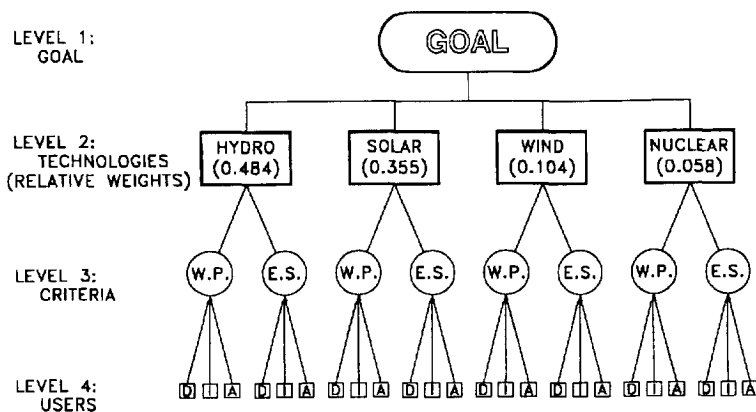 LEVEL 1:
GOAL
GOAL
LEVEL 2:
TECHNOLOGIES
(RELATIVE WEIGHTS)
HYDRO
(0.484)
SOLAR
(0.355)
WIND
(0.104)
NUCLEAR
(0.058)
LEVEL 3:
CRITERIA
W.P. E.S. W.P. E.S. W.P. E.S. W.P. E.S.
LEVEL 4:
USERS
D I A D I A D I A D I A D I A D I A D I A D I A